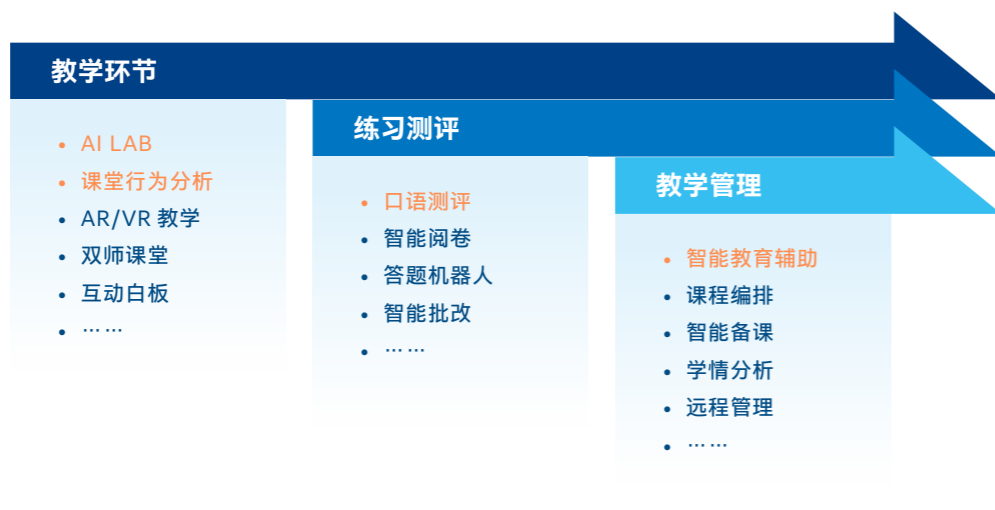 教学环节
AI LAB
课堂行为分析
AR/VR 教学
双师课堂
互动白板
……
练习测评
口语测评
智能阅卷
答题机器人
智能批改
……
教学管理
智能教育辅助
课程编排
智能备课
学情分析
远程管理
……